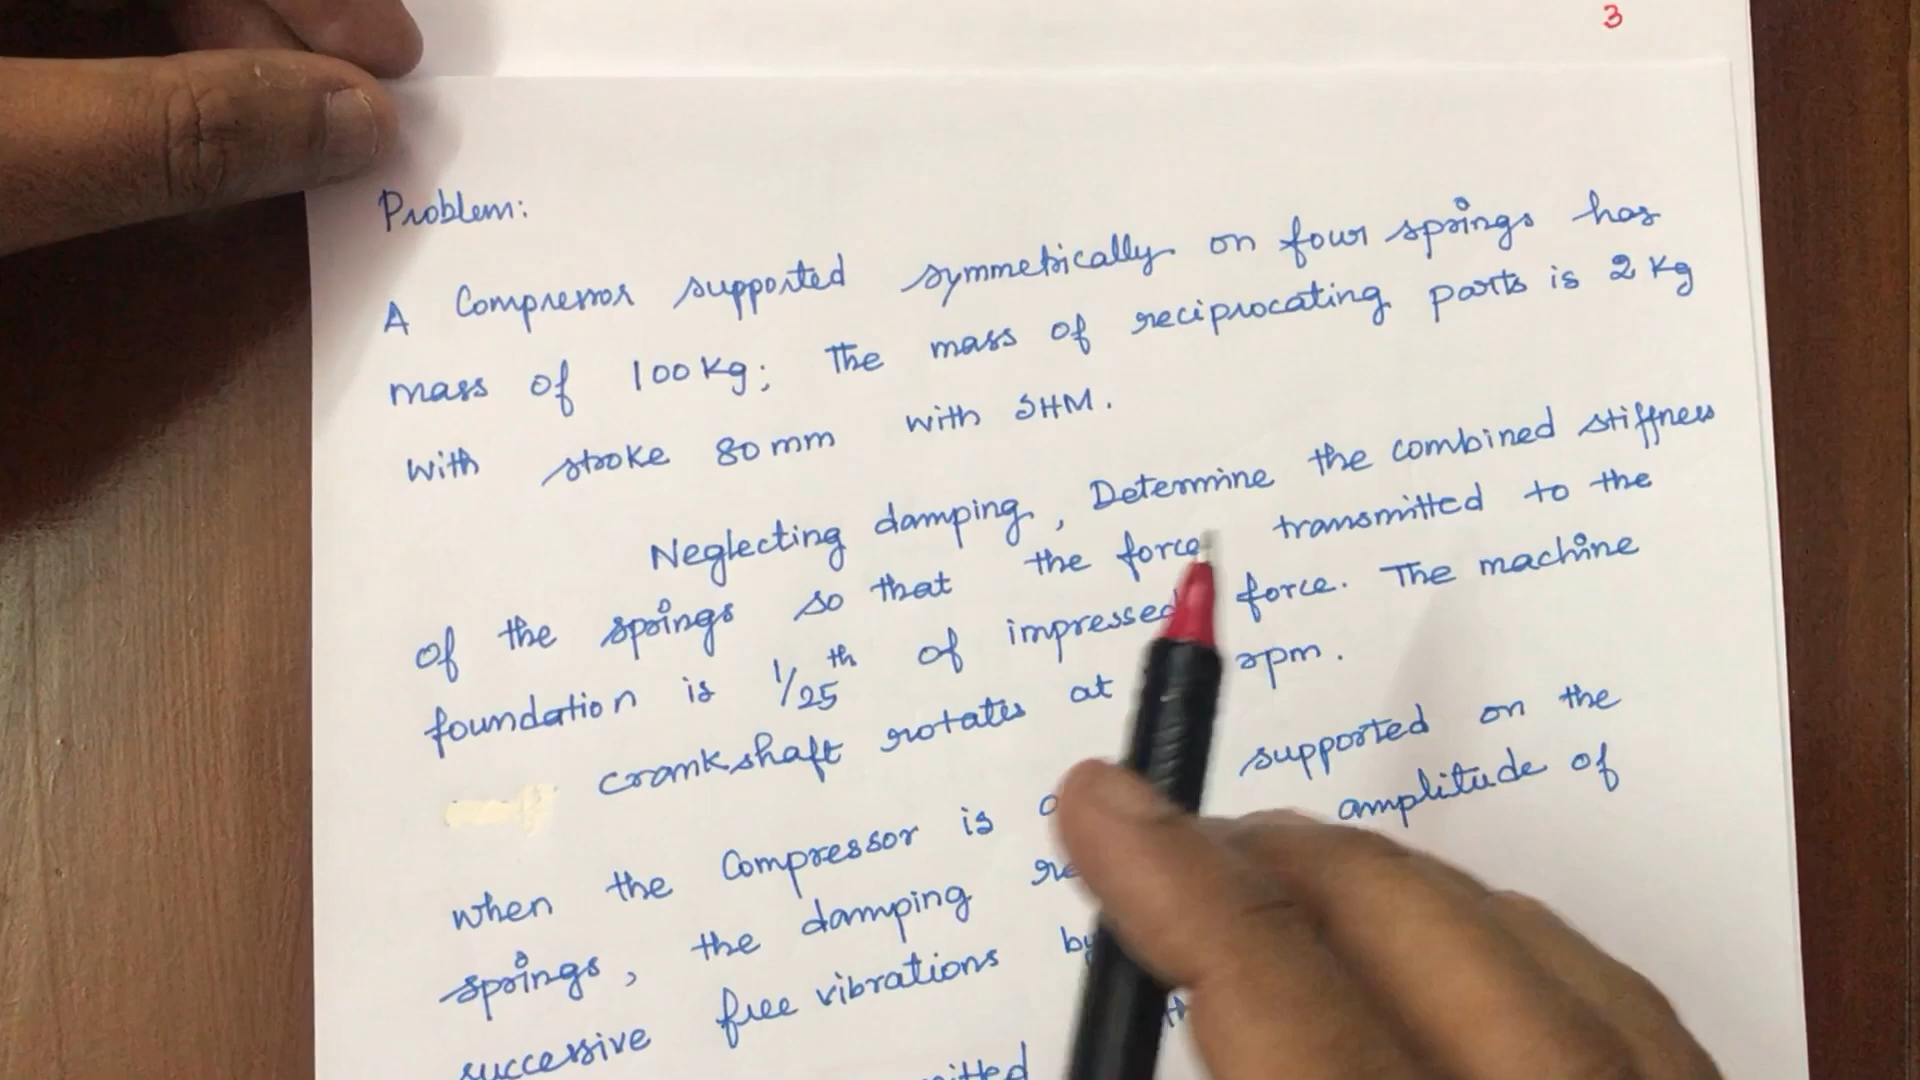 3
Problem:
A Compressor supported symmetrically on four springs has
mass of 100 kg; The mass of reciprocating parts is 2 kg
with stroke 80 mm with SHM.
Neglecting damping, Determine the combined stiffness
of the springs so that the force transmitted to the
foundation is 1/25th of impressed force. The machine
crankshaft rotates at rpm.
when the Compressor is supported on the
springs, the damping amplitude of
successive free vibrations by